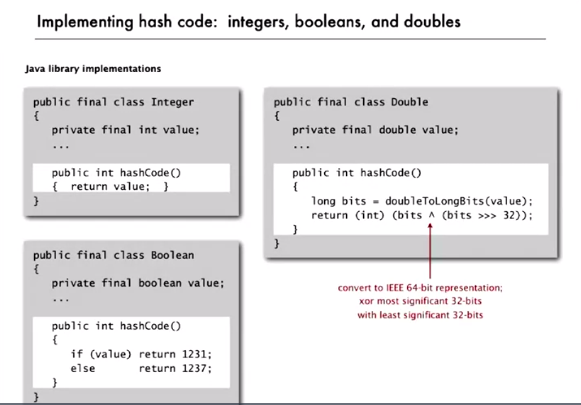 Implementing hash code: integers, booleans, and doubles
Java library implementations
public final class Integer
{
private final int value;
...
public int hashCode()
{ return value; }
}
public final class Boolean
{
private final boolean value;
...
public int hashCode()
{
if (value) return 1231;
else return 1237;
}
}
public final class Double
{
private final double value;
...
public int hashCode()
{
long bits = doubleToLongBits(value);
return (int) (bits ^ (bits >>> 32));
}
}
convert to IEEE 64-bit representation;
xor most significant 32-bits
with least significant 32-bits